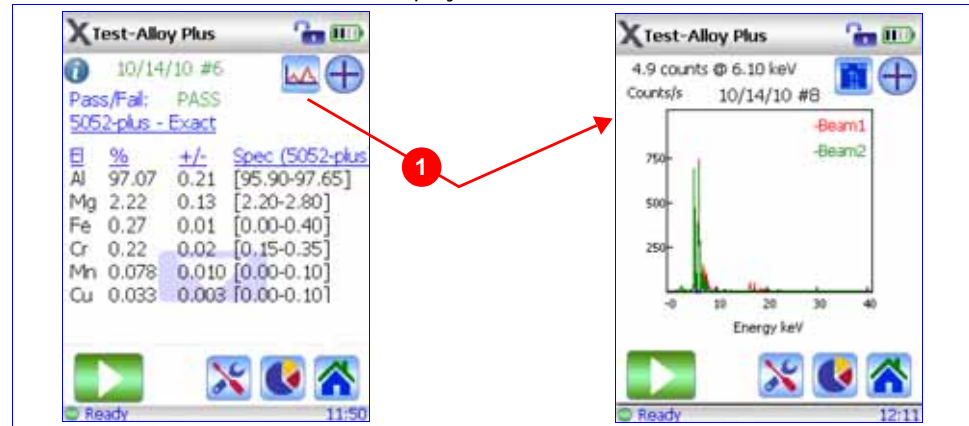 Test-Alloy Plus
10/14/10 #6
Pass/Fail: PASS
5052-plus - Exact
El % +/- Spec (5052-plus
Al 97.07 0.21 [95.90-97.65]
Mg 2.22 0.13 [2.20-2.80]
Fe 0.27 0.01 [0.00-0.40]
Cr 0.22 0.02 [0.15-0.35]
Mn 0.078 0.010 [0.00-0.10]
Cu 0.033 0.003 [0.00-0.10]
Ready 11:50
1
Test-Alloy Plus
4.9 counts @ 6.10 keV
Counts/s 10/14/10 #8
-Beam1
-Beam2
750-
500-
250-
-0 10 20 30 40
Energy keV
Ready 12:11